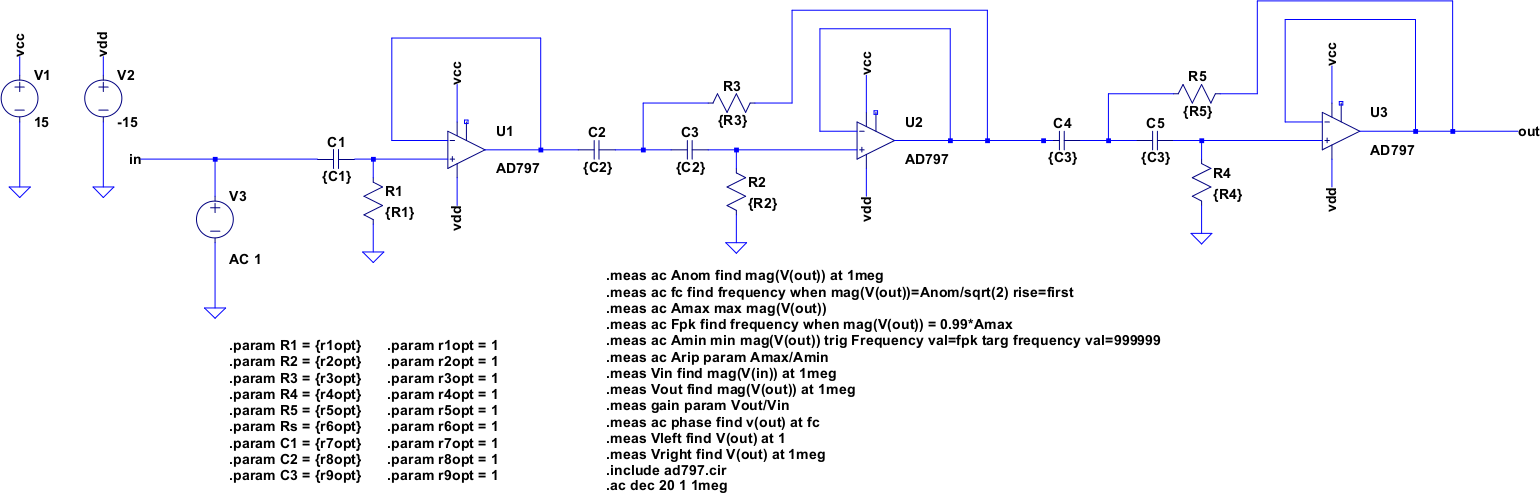 vcc
V1
15
vdd
V2
-15
in
V3
AC 1
C1
{C1}
R1
{R1}
vcc
U1
AD797
vdd
C2
{C2}
R3
{R3}
C3
{C2}
R2
{R2}
vcc
U2
AD797
vdd
C4
{C3}
R5
{R5}
C5
{C3}
R4
{R4}
vcc
U3
AD797
vdd
out
.param R1 = {r1opt} .param r1opt = 1
.param R2 = {r2opt} .param r2opt = 1
.param R3 = {r3opt} .param r3opt = 1
.param R4 = {r4opt} .param r4opt = 1
.param R5 = {r5opt} .param r5opt = 1
.param Rs = {r6opt} .param r6opt = 1
.param C1 = {r7opt} .param r7opt = 1
.param C2 = {r8opt} .param r8opt = 1
.param C3 = {r9opt} .param r9opt = 1
.meas ac Anom find mag(V(out)) at 1meg
.meas ac fc find frequency when mag(V(out))=Anom/sqrt(2) rise=first
.meas ac Amax max mag(V(out))
.meas ac Fpk find frequency when mag(V(out)) = 0.99*Amax
.meas ac Amin min mag(V(out)) trig Frequency val=fpk targ frequency val=999999
.meas ac Arip param Amax/Amin
.meas Vin find mag(V(in)) at 1meg
.meas Vout find mag(V(out)) at 1meg
.meas gain param Vout/Vin
.meas ac phase find v(out) at fc
.meas Vleft find V(out) at 1
.meas Vright find V(out) at 1meg
.include ad797.cir
.ac dec 20 1 1meg